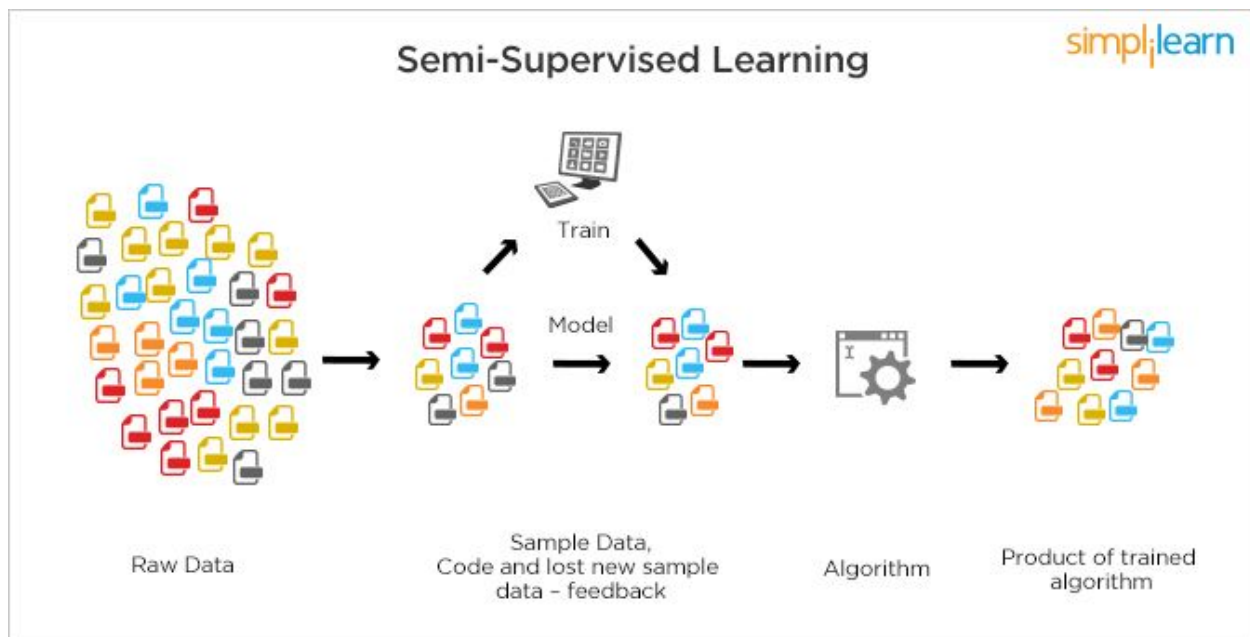 simplilearn
Semi-Supervised Learning
Train
Model
Raw Data
Sample Data,
Code and lost new sample
data – feedback
Algorithm
Product of trained
algorithm